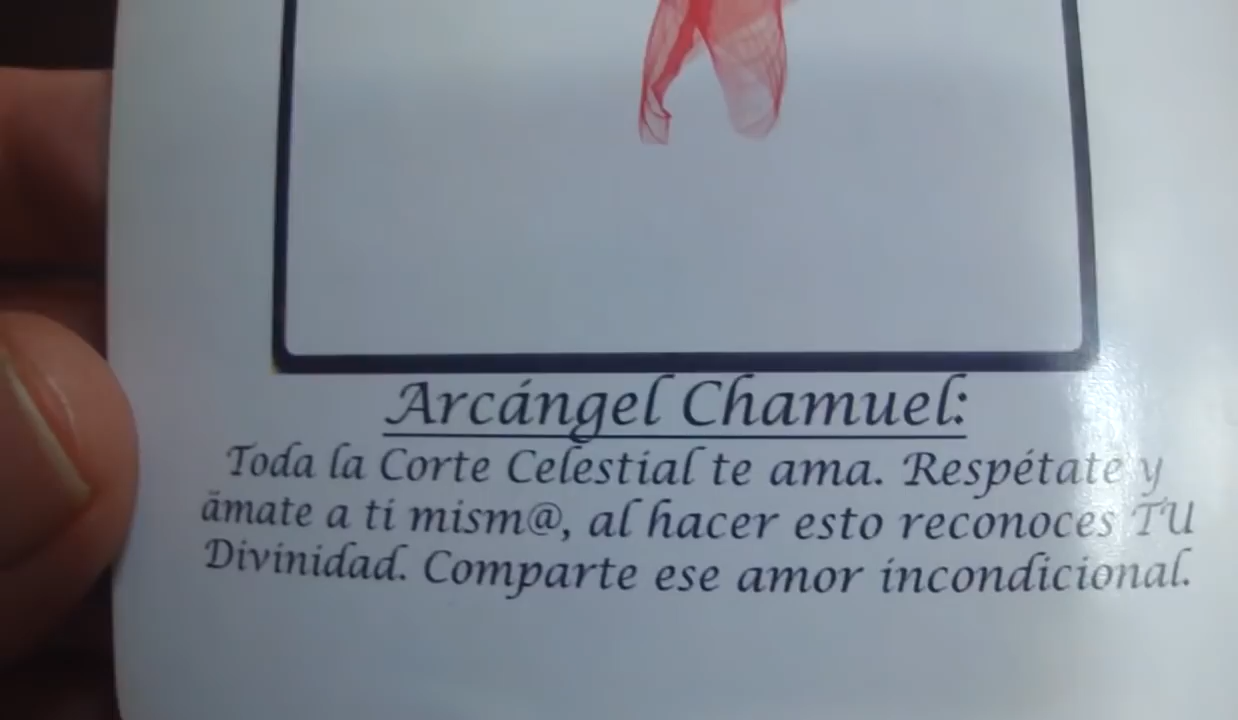 Arcángel Chamuel:
Toda la Corte Celestial te ama. Respétate y
ámate a ti mism@, al hacer esto reconoces TU
Divinidad. Comparte ese amor incondicional.